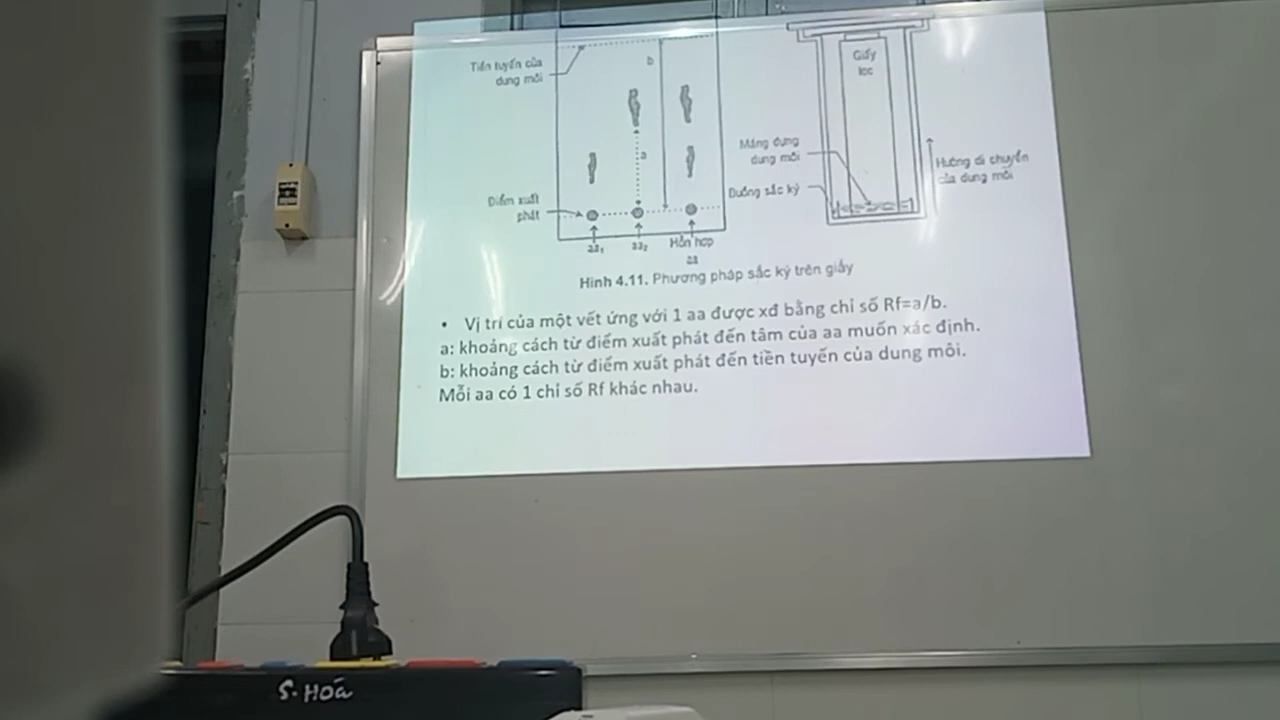 Tiền tuyến của
dung môi
b
a
Điểm xuất
phát
aa₁
aa₂
Hỗn hợp
aa
Giấy
lọc
Máng đựng
dung môi
Buồng sắc ký
Hướng di chuyển
của dung môi
Hình 4.11. Phương pháp sắc ký trên giấy
• Vị trí của một vết ứng với 1 aa được xđ bằng chỉ số Rf=a/b.
a: khoảng cách từ điểm xuất phát đến tâm của aa muốn xác định.
b: khoảng cách từ điểm xuất phát đến tiền tuyến của dung môi.
Mỗi aa có 1 chỉ số Rf khác nhau.
S. Hoá